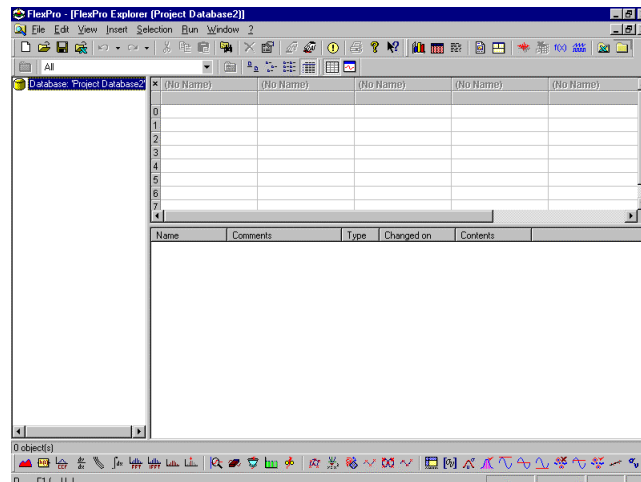 FlexPro - [FlexPro Explorer (Project Database2)]
File Edit View Insert Selection Run Window ?
All
Database: 'Project Database2'
(No Name) (No Name) (No Name) (No Name) (No Name)
0
1
2
3
4
5
6
7
Name Comments Type Changed on Contents
0 object(s)